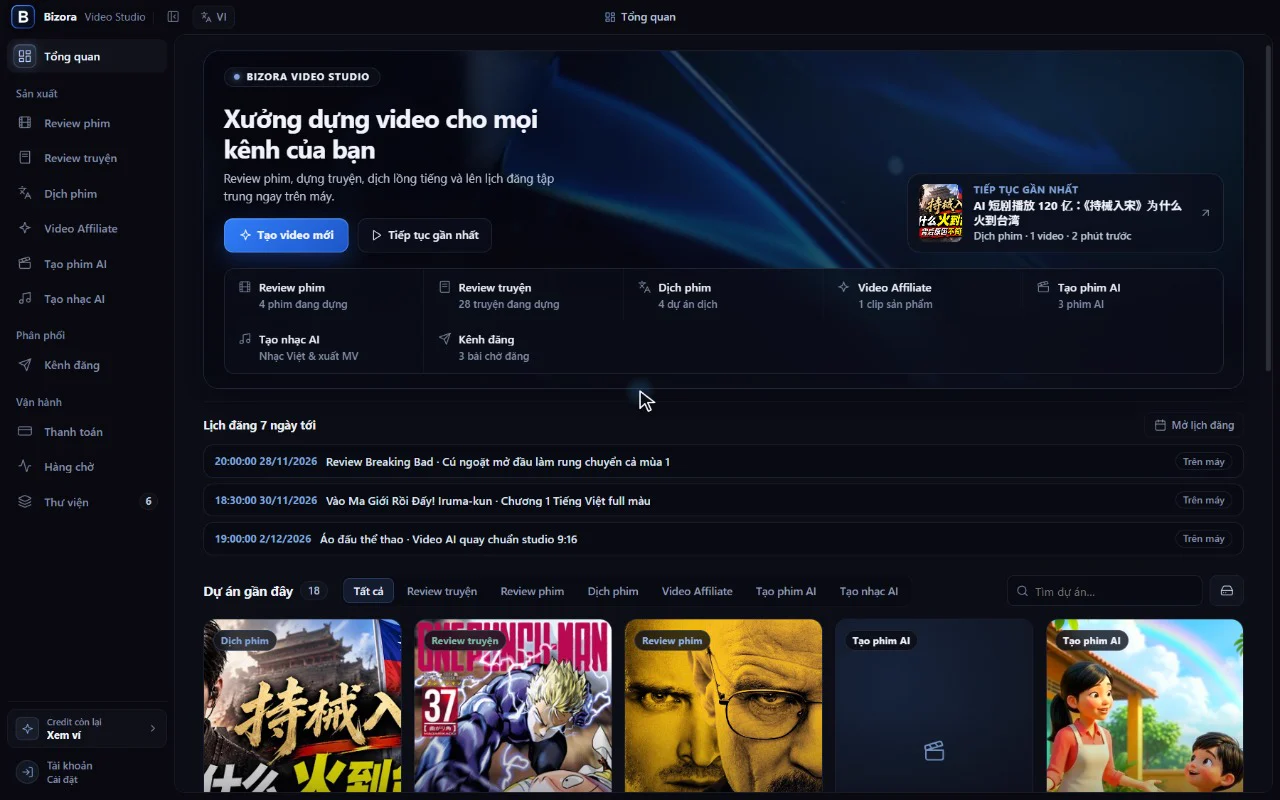 B Bizora Video Studio VI
Tổng quan
Tổng quan
Sản xuất
Review phim
Review truyện
Dịch phim
Video Affiliate
Tạo phim AI
Tạo nhạc AI
Phân phối
Kênh đăng
Vận hành
Thanh toán
Hàng chờ
Thư viện 6
Credit còn lại
Xem ví
Tài khoản
Cài đặt
BIZORA VIDEO STUDIO
Xưởng dựng video cho mọi
kênh của bạn
Review phim, dựng truyện, dịch lồng tiếng và lên lịch đăng tập
trung ngay trên máy.
Tạo video mới
Tiếp tục gần nhất
TIẾP TỤC GẦN NHẤT
AI 短剧播放 120 亿：《持械入宋》为什么
火到台湾
Dịch phim · 1 video · 2 phút trước
Review phim
4 phim đang dựng
Review truyện
28 truyện đang dựng
Dịch phim
4 dự án dịch
Video Affiliate
1 clip sản phẩm
Tạo phim AI
3 phim AI
Tạo nhạc AI
Nhạc Việt & xuất MV
Kênh đăng
3 bài chờ đăng
Lịch đăng 7 ngày tới
Mở lịch đăng
20:00:00 28/11/2026 Review Breaking Bad · Cú ngoặt mở đầu làm rung chuyển cả mùa 1 Trên máy
18:30:00 30/11/2026 Vào Ma Giới Rồi Đấy! Iruma-kun · Chương 1 Tiếng Việt full màu Trên máy
19:00:00 2/12/2026 Áo đấu thể thao · Video AI quay chuẩn studio 9:16 Trên máy
Dự án gần đây 18
Tất cả
Review truyện
Review phim
Dịch phim
Video Affiliate
Tạo phim AI
Tạo nhạc AI
Tìm dự án...
Dịch phim
持械入
什么火到
Review truyện
ONEPUNCH-MAN
37
Review phim
Tạo phim AI
Tạo phim AI